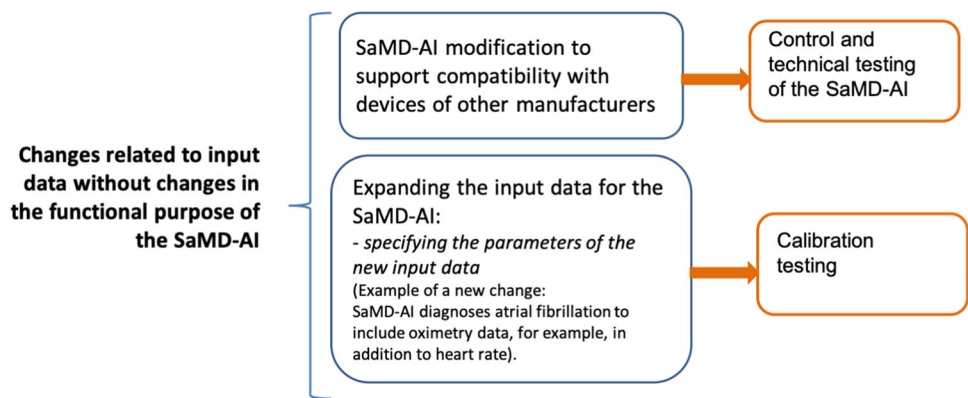 Changes related to input
data without changes in
the functional purpose of
the SaMD-AI
SaMD-AI modification to
support compatibility with
devices of other manufacturers
Control and
technical testing
of the SaMD-AI
Expanding the input data for the
SaMD-AI:
- specifying the parameters of the
new input data
(Example of a new change:
SaMD-AI diagnoses atrial fibrillation to
include oximetry data, for example, in
addition to heart rate).
Calibration
testing